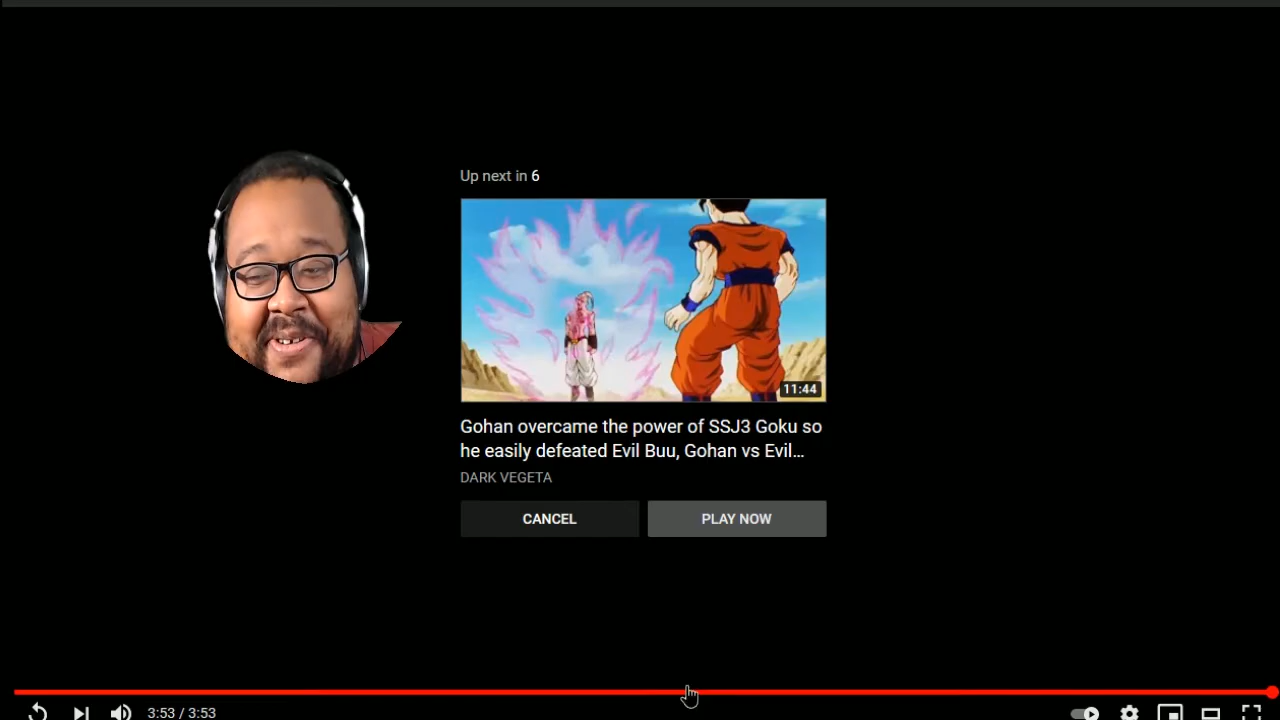 Up next in 6
11:44
Gohan overcame the power of SSJ3 Goku so
he easily defeated Evil Buu, Gohan vs Evil...
DARK VEGETA
CANCEL
PLAY NOW
3:53 / 3:53